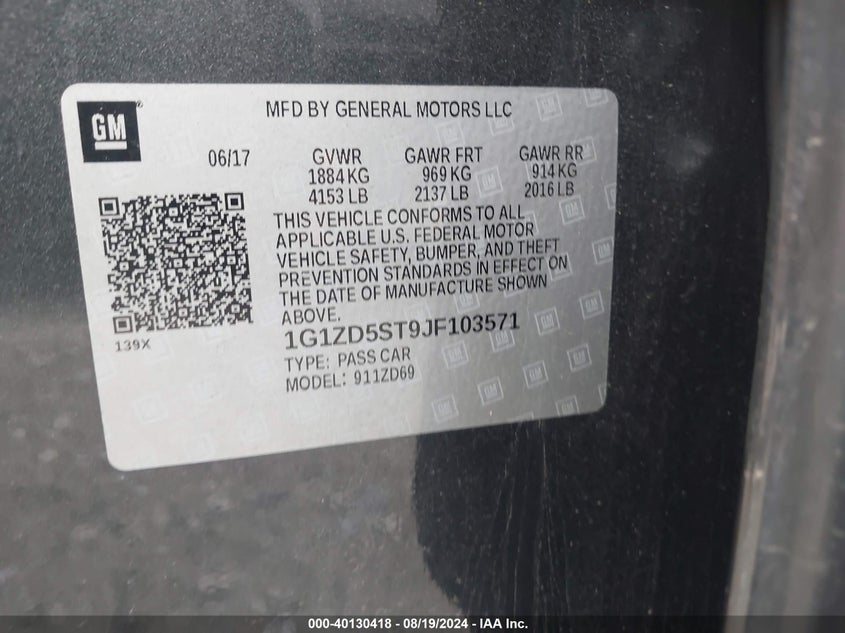 GM
MFD BY GENERAL MOTORS LLC
06/17 GVWR GAWR FRT GAWR RR
1884 KG 969 KG 914 KG
4153 LB 2137 LB 2016 LB
THIS VEHICLE CONFORMS TO ALL
APPLICABLE U.S. FEDERAL MOTOR
VEHICLE SAFETY, BUMPER, AND THEFT
PREVENTION STANDARDS IN EFFECT ON
THE DATE OF MANUFACTURE SHOWN
ABOVE.
139X
1G1ZD5ST9JF103571
TYPE: PASS CAR
MODEL: 911ZD69
000-40130418 - 08/19/2024 - IAA Inc.